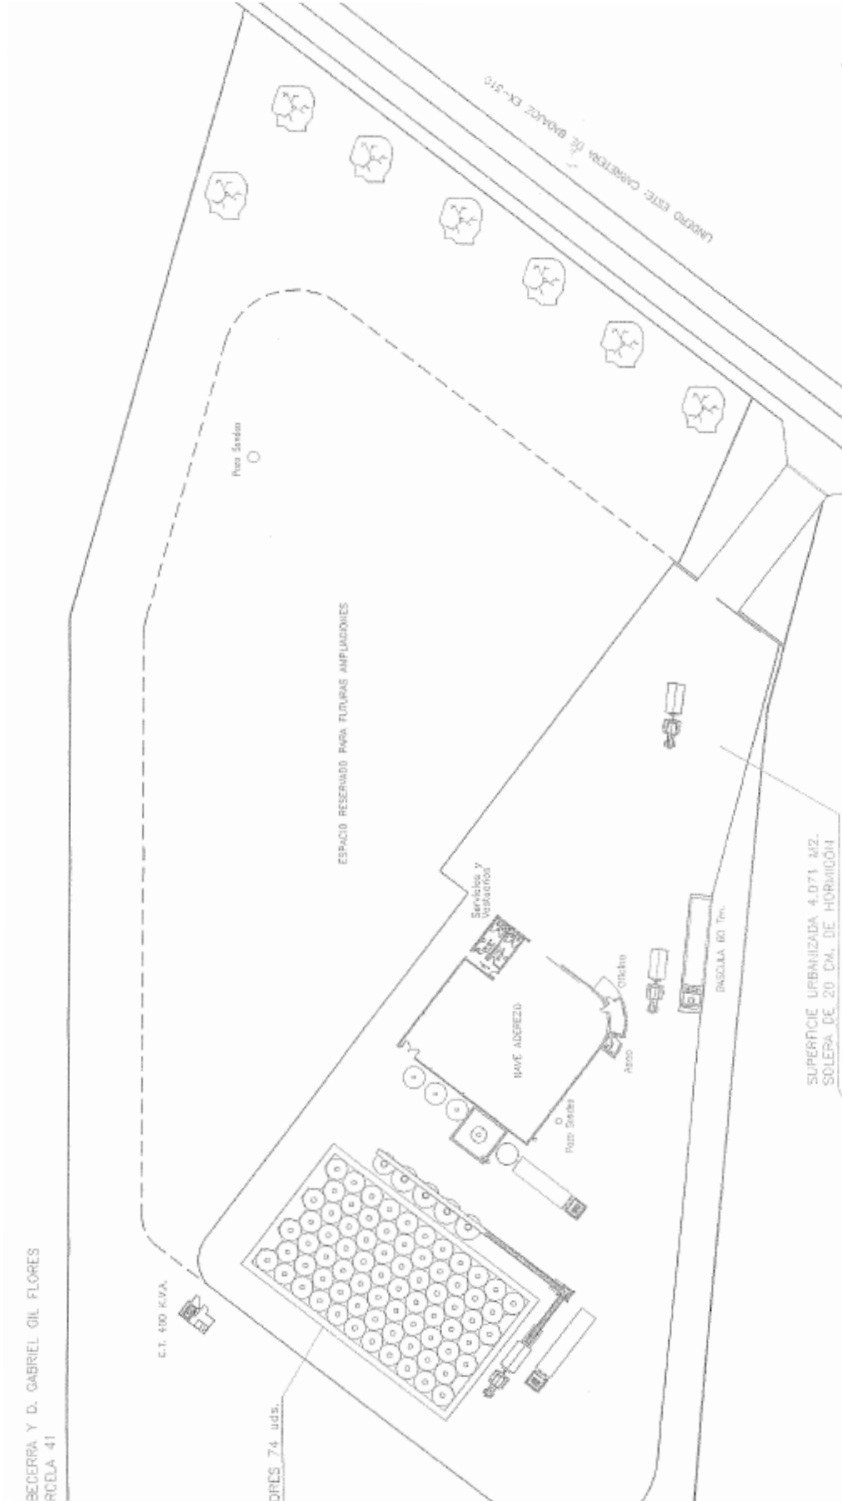 LINDERO ESTE: CARRETERA DE BADAJOZ EX-310
Pozo Sondeo
ESPACIO RESERVADO PARA FUTURAS AMPLIACIONES
Servicios y
Vestuarios
NAVE ADEREZO
Oficina
Aseo
Pozo Sondeo
BASCULA 60 Tm.
SUPERFICIE URBANIZADA 4.071 M2.
SOLERA DE 20 CM. DE HORMIGÓN
C.T. 400 K.V.A.
BECERRA Y D. GABRIEL GIL FLORES
RCELA 41
ORES 74 uds.